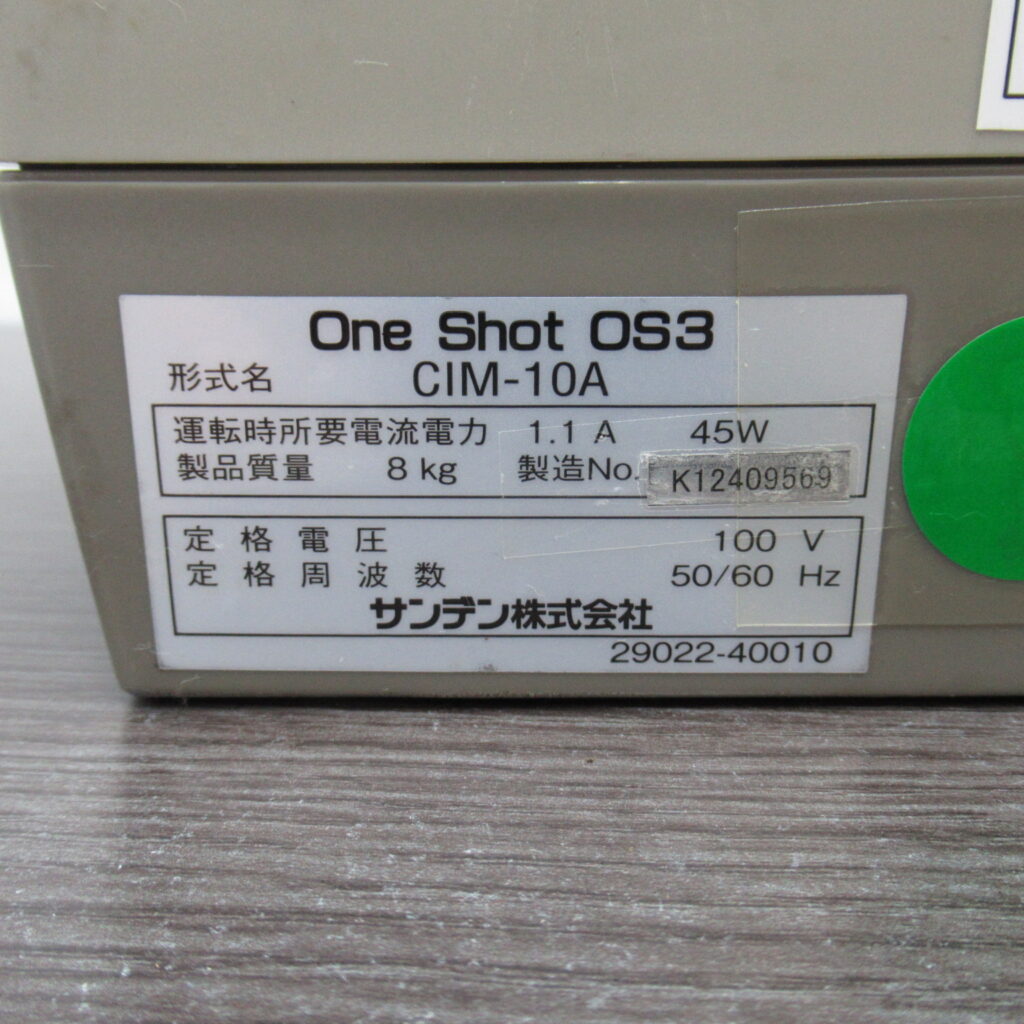 One Shot OS3
形式名 CIM-10A
運転時所要電流電力 1.1 A 45W
製品質量 8 kg 製造No. K12409569
定格電圧 100 V
定格周波数 50/60 Hz
サンデン株式会社
29022-40010